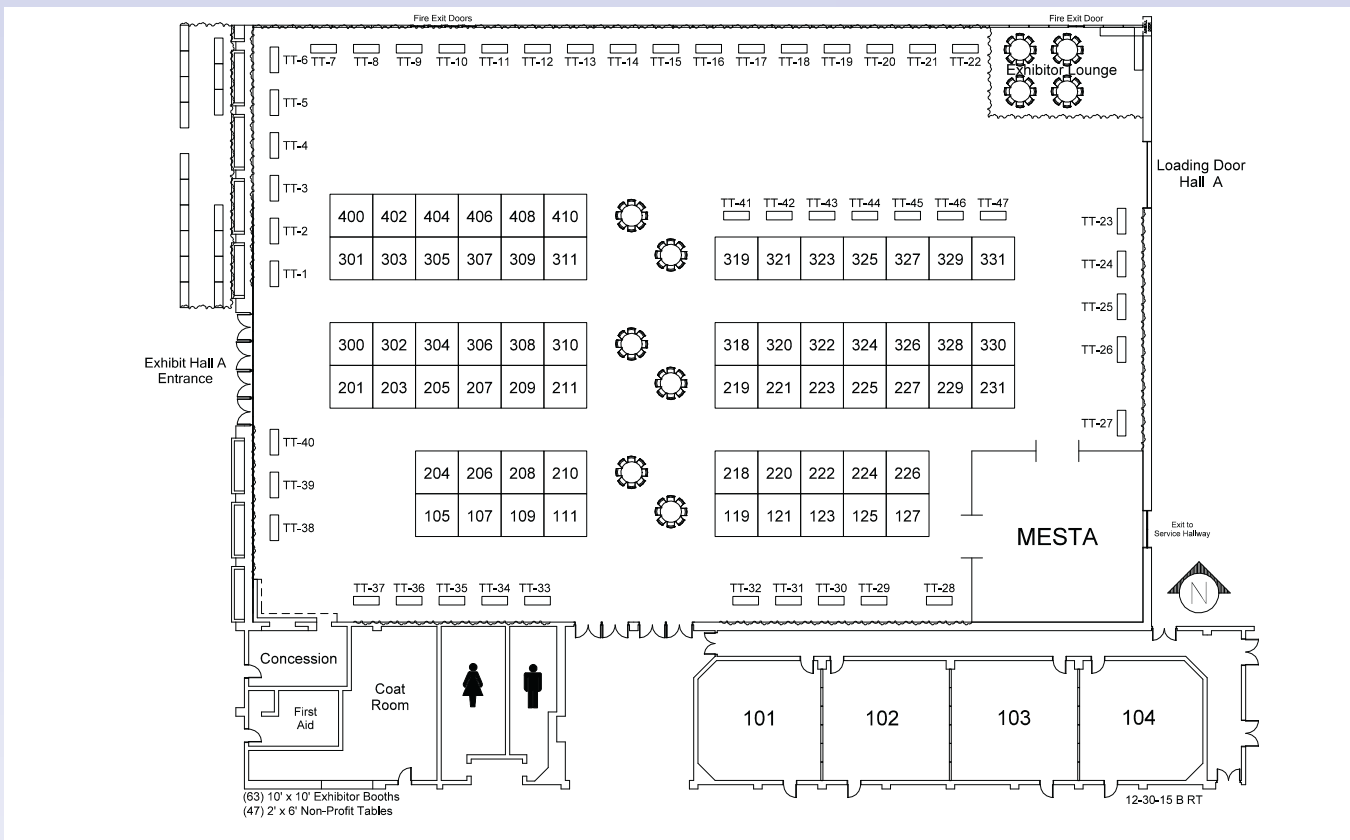 Fire Exit Doors
Fire Exit Door
TT-6 TT-7 TT-8 TT-9 TT-10 TT-11 TT-12 TT-13 TT-14 TT-15 TT-16 TT-17 TT-18 TT-19 TT-20 TT-21 TT-22
Exhibitor Lounge
TT-5
TT-4
Loading Door
Hall A
TT-3
TT-41 TT-42 TT-43 TT-44 TT-45 TT-46 TT-47
400 402 404 406 408 410
TT-23
TT-2
301 303 305 307 309 311
319 321 323 325 327 329 331
TT-24
TT-1
TT-25
300 302 304 306 308 310
318 320 322 324 326 328 330
TT-26
Exhibit Hall A
Entrance
201 203 205 207 209 211
219 221 223 225 227 229 231
TT-27
TT-40
204 206 208 210
218 220 222 224 226
TT-39
105 107 109 111
119 121 123 125 127
TT-38
MESTA
Exit to
Service Hallway
TT-37 TT-36 TT-35 TT-34 TT-33
TT-32 TT-31 TT-30 TT-29 TT-28
N
Concession
Coat
Room
First
Aid
101 102 103 104
(63) 10' x 10' Exhibitor Booths
(47) 2' x 6' Non-Profit Tables
12-30-15 B RT